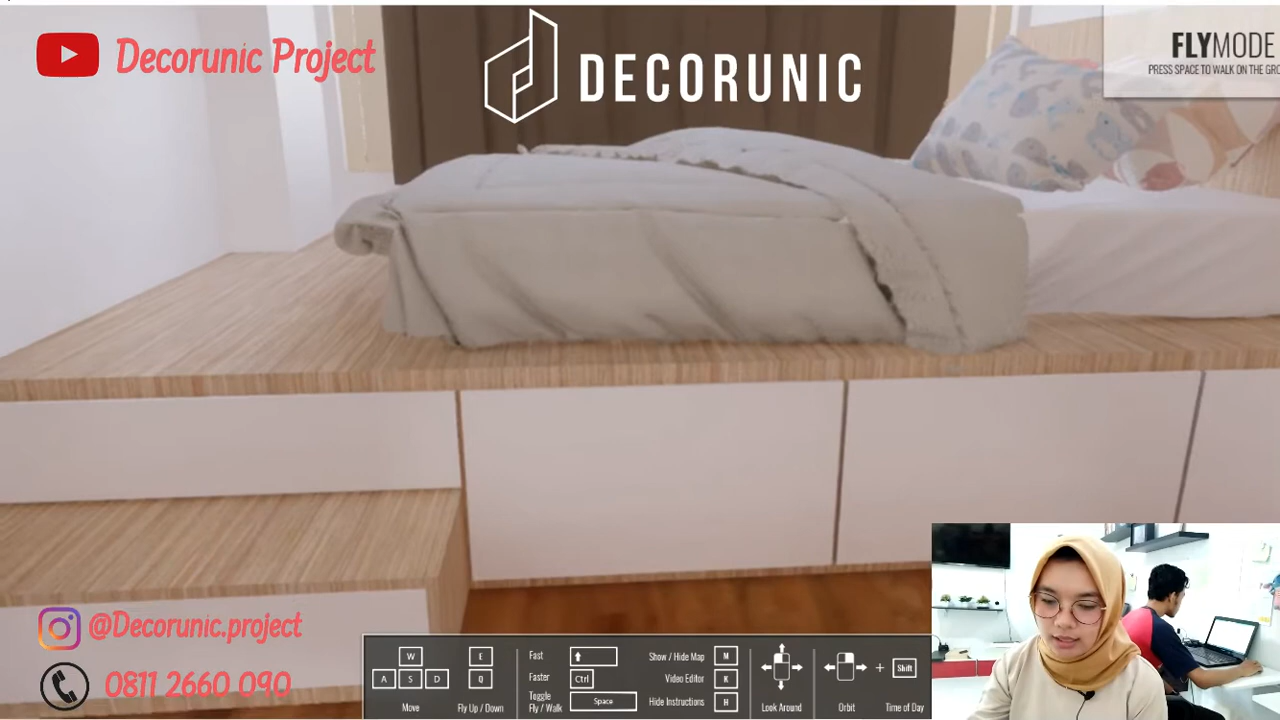 Decorunic Project
DECORUNIC
FLYMODE
PRESS SPACE TO WALK ON THE GRO
@Decorunic.project
0811 2660 090
W
A S D
Move
E
Q
Fly Up / Down
Fast
Faster Ctrl
Toggle
Fly / Walk Space
Show / Hide Map M
Video Editor K
Hide Instructions H
Look Around
Orbit
+ Shift
Time of Day